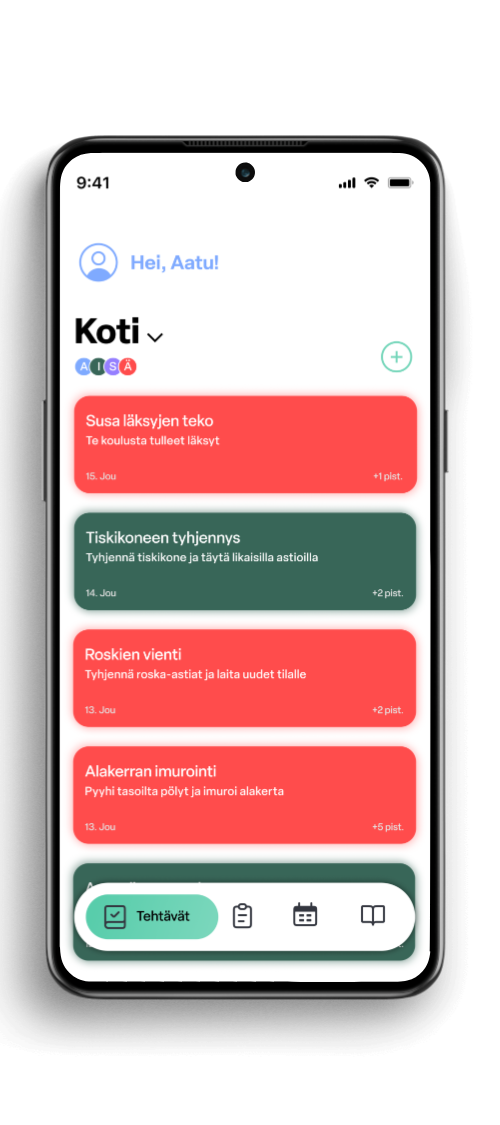 9:41
Hei, Aatu!
Koti
A I S Ä
Susa läksyjen teko
Te koulusta tulleet läksyt
15. Jou +1 pist.
Tiskikoneen tyhjennys
Tyhjennä tiskikone ja täytä likaisilla astioilla
14. Jou +2 pist.
Roskien vienti
Tyhjennä roska-astiat ja laita uudet tilalle
13. Jou +2 pist.
Alakerran imurointi
Pyyhi tasoilta pölyt ja imuroi alakerta
13. Jou +5 pist.
Tehtävät